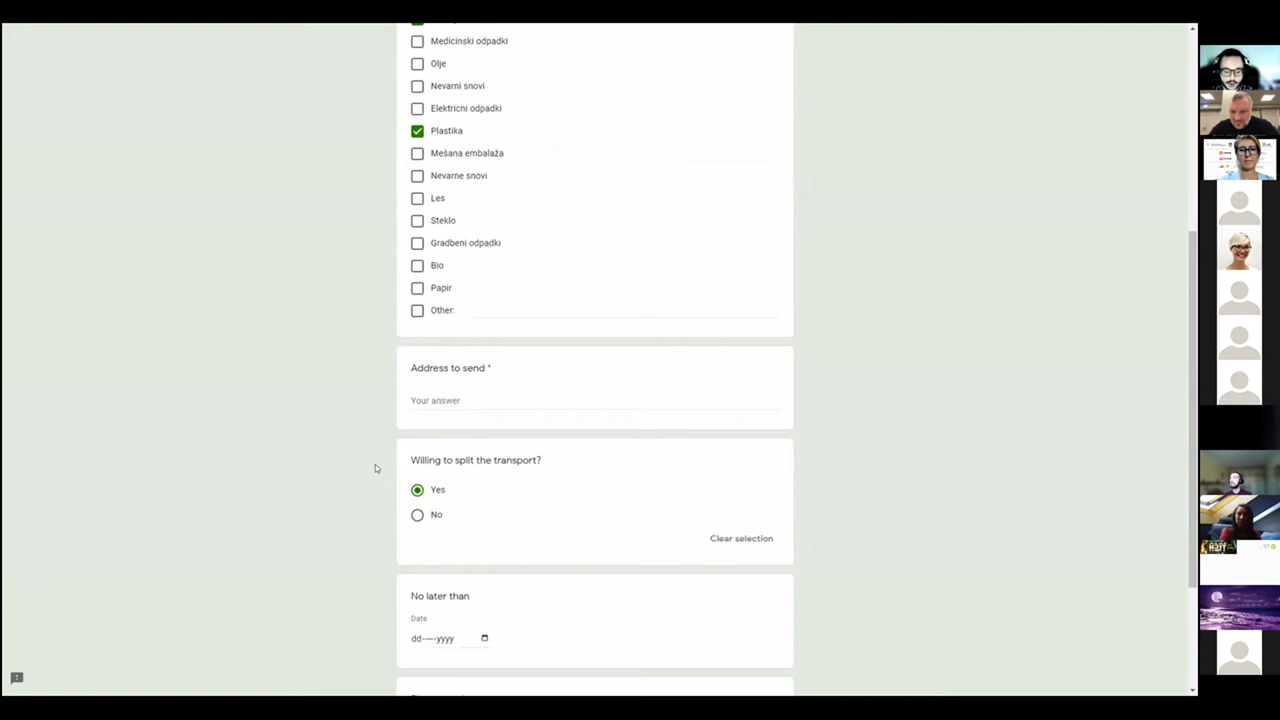 Medicinski odpadki
Olje
Nevarni snovi
Elektricni odpadki
Plastika
Mešana embalaža
Nevarne snovi
Les
Steklo
Gradbeni odpadki
Bio
Papir
Other:
Address to send *
Your answer
Willing to split the transport?
Yes
No
Clear selection
No later than
Date
dd-----yyyy